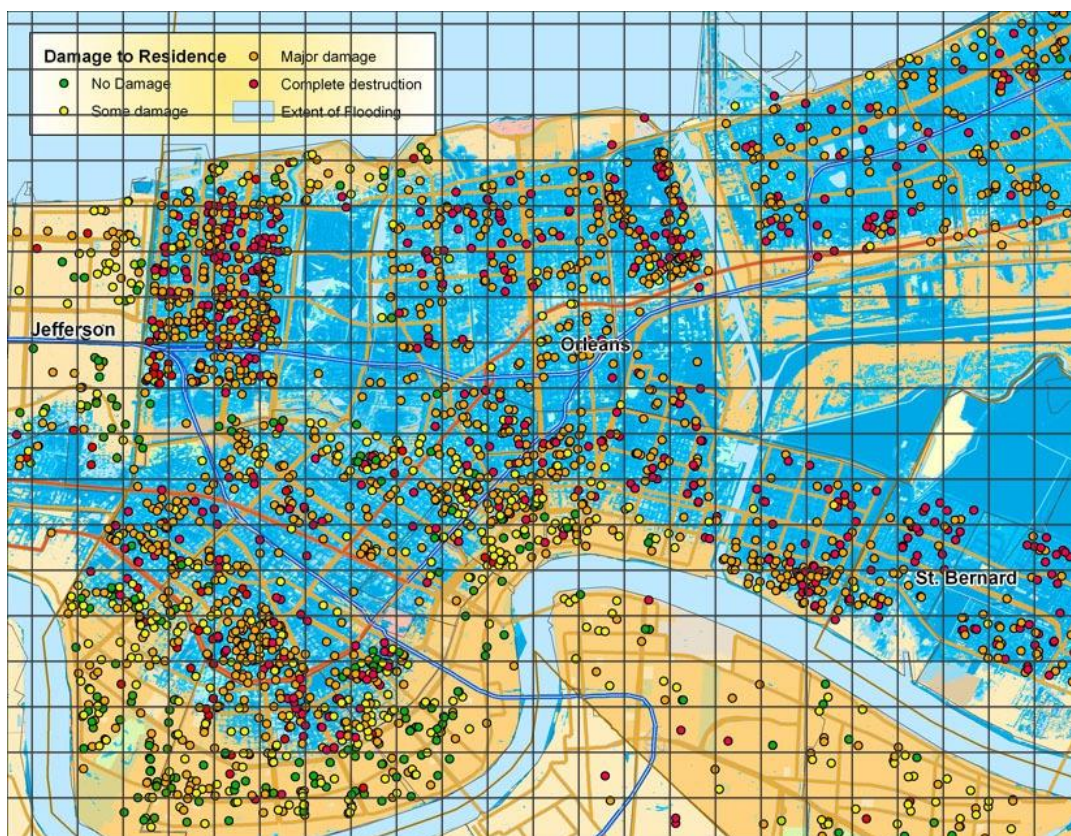 Damage to Residence
No Damage
Some damage
Major damage
Complete destruction
Extent of Flooding
Jefferson
Orleans
St. Bernard